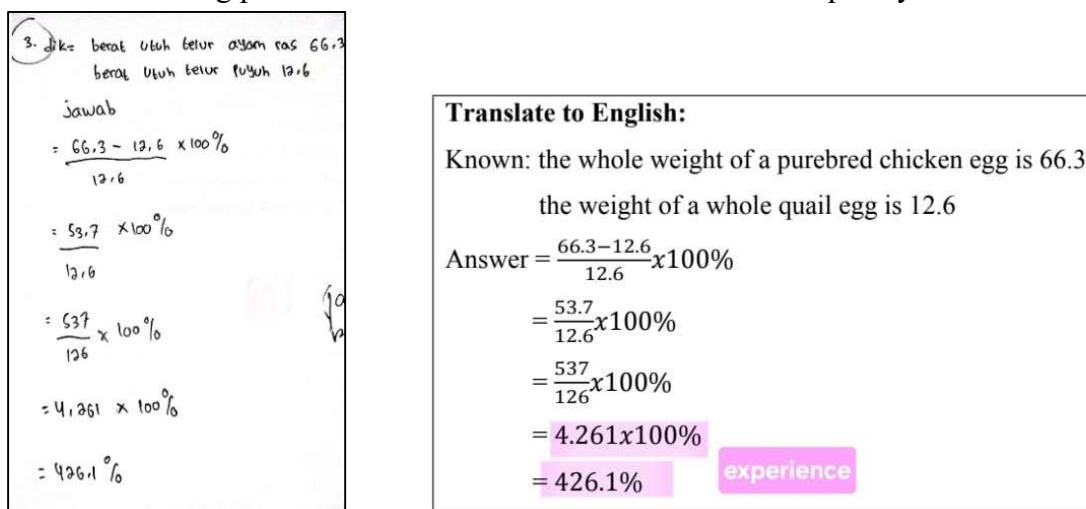 3. dik= berat utuh telur ayam ras 66,3
berat utuh telur Puyuh 12,6
jawab
= 66,3 - 12,6 x 100%
12,6
= 53,7 x 100%
12,6
= 537 x 100%
126
= 4,261 x 100%
= 426,1 %
Translate to English:
Known: the whole weight of a purebred chicken egg is 66.3
the weight of a whole quail egg is 12.6
Answer = 66.3−12.6/12.6 x100%
= 53.7/12.6 x100%
= 537/126 x100%
= 4.261x100%
= 426.1%
experience